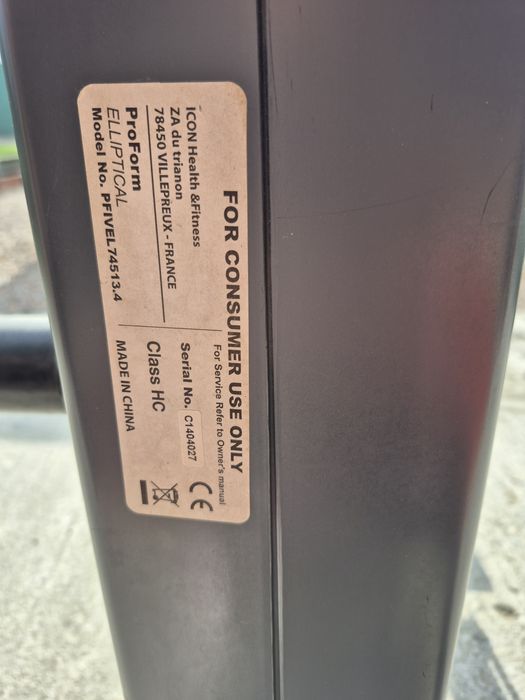 FOR CONSUMER USE ONLY
For Service Refer to Owner's manual
ICON Health &Fitness
ZA du trianon
78450 VILLEPREUX - FRANCE
Serial No. C1404027
CE
Class HC
ProForm
ELLIPTICAL
Model No. PFIVEL74513.4
MADE IN CHINA